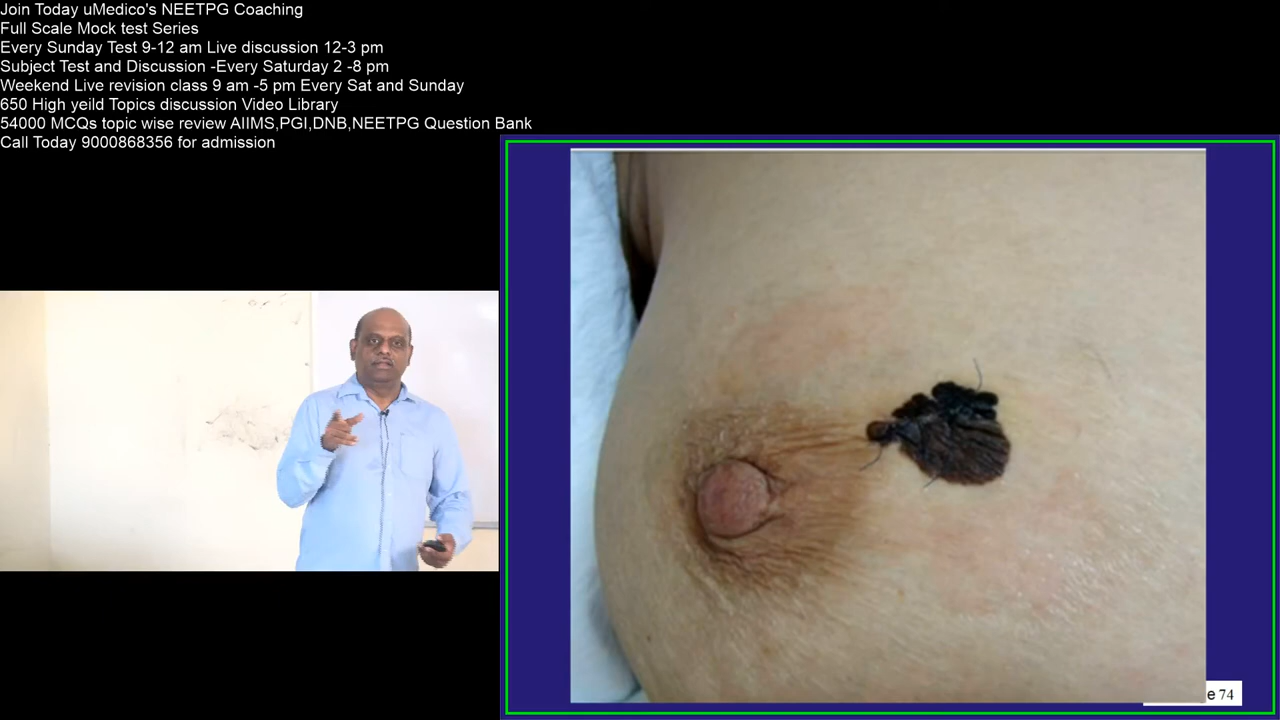 Join Today uMedico's NEETPG Coaching
Full Scale Mock test Series
Every Sunday Test 9-12 am Live discussion 12-3 pm
Subject Test and Discussion -Every Saturday 2 -8 pm
Weekend Live revision class 9 am -5 pm Every Sat and Sunday
650 High yeild Topics discussion Video Library
54000 MCQs topic wise review AIIMS,PGI,DNB,NEETPG Question Bank
Call Today 9000868356 for admission
74